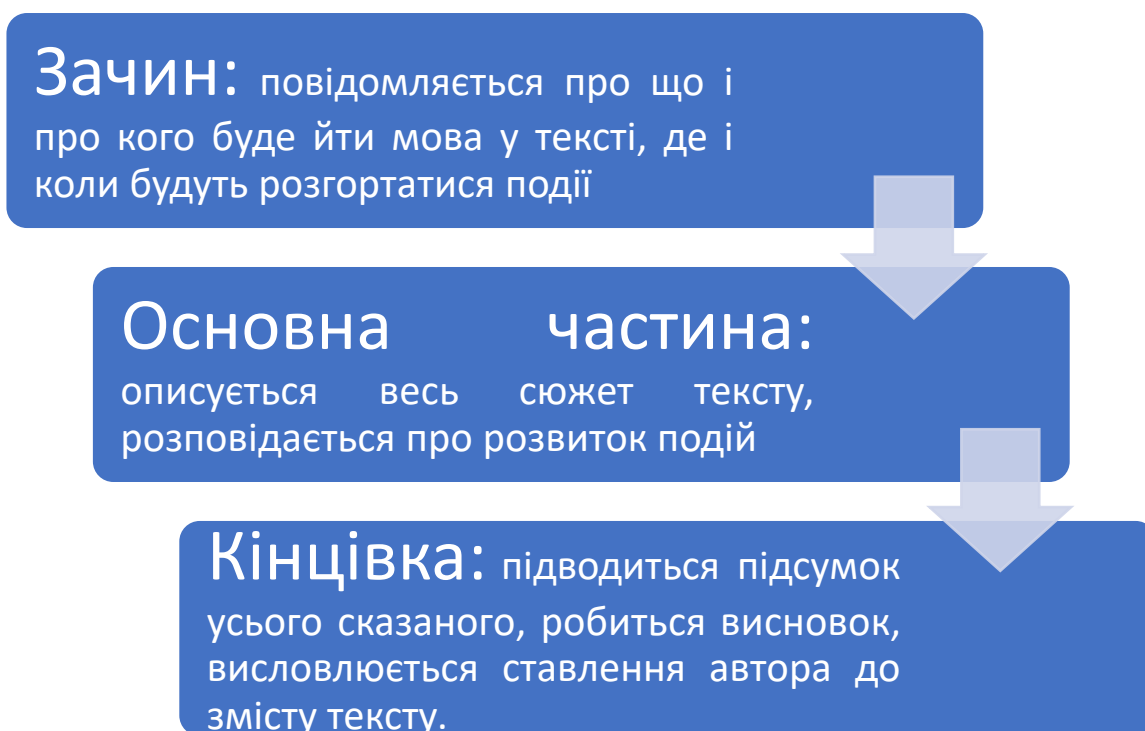 Зачин: повідомляється про що і
про кого буде йти мова у тексті, де і
коли будуть розгортатися події
Основна частина:
описується весь сюжет тексту,
розповідається про розвиток подій
Кінцівка: підводиться підсумок
усього сказаного, робиться висновок,
висловлюється ставлення автора до
змісту тексту.